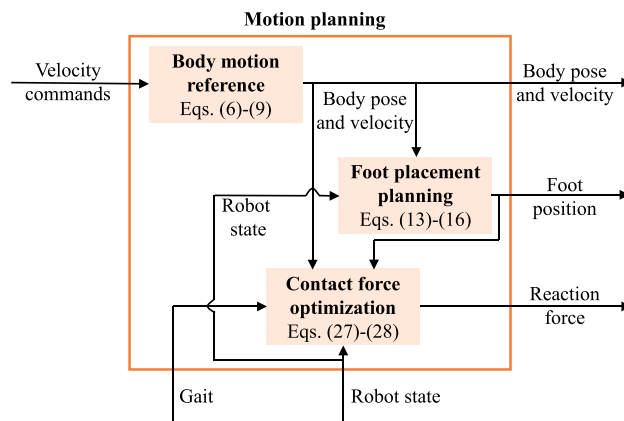 Motion planning
Velocity
commands
Body motion
reference
Eqs. (6)-(9)
Body pose
and velocity
Body pose
and velocity
Foot placement
planning
Eqs. (13)-(16)
Foot
position
Robot
state
Contact force
optimization
Eqs. (27)-(28)
Reaction
force
Gait
Robot state